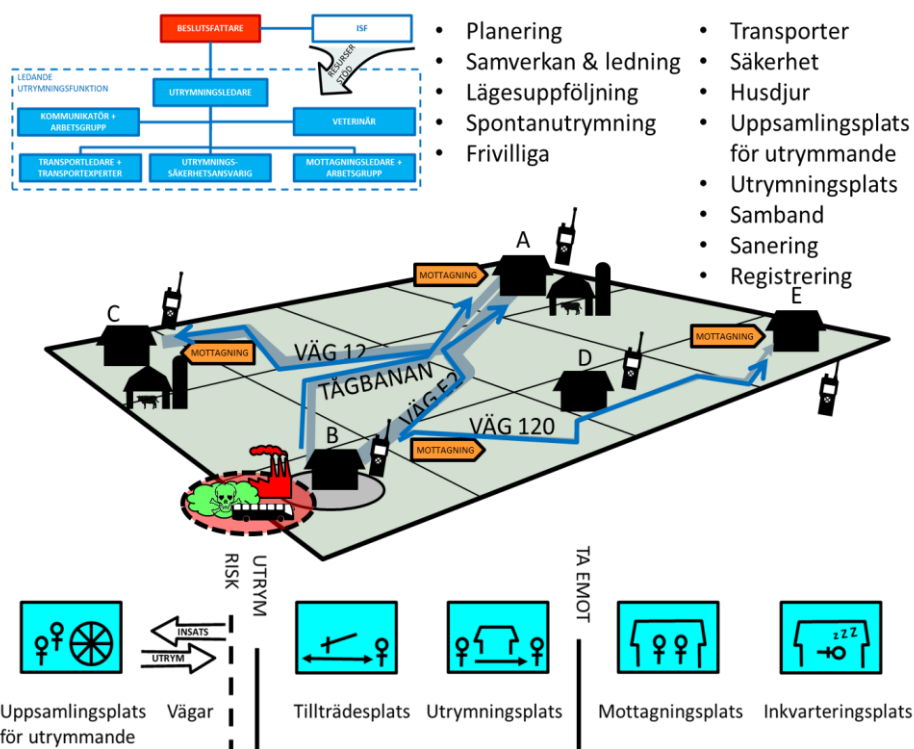 BESLUTSFATTARE
ISF
RESURSER
STÖD
LEDANDE
UTRYMNINGSFUNKTION
UTRYMNINGSLEDARE
KOMMUNIKATÖR +
ARBETSGRUPP
VETERINÄR
TRANSPORTLEDARE +
TRANSPORTEXPERTER
UTRYMNINGS-
SÄKERHETSANSVARIG
MOTTAGNINGSLEDARE +
ARBETSGRUPP
• Planering
• Samverkan & ledning
• Lägesuppföljning
• Spontanutrymning
• Frivilliga
• Transporter
• Säkerhet
• Husdjur
• Uppsamlingsplats
för utrymmande
• Utrymningsplats
• Samband
• Sanering
• Registrering
A
MOTTAGNING
E
MOTTAGNING
C
MOTTAGNING
VÄG 12
TÅGBANAN
VÄG E2
D
VÄG 120
B
MOTTAGNING
RISK
UTRYM
TA EMOT
INSATS
UTRYM
zzz
Uppsamlingsplats
för utrymmande
Vägar
Tillträdesplats
Utrymningsplats
Mottagningsplats
Inkvarteringsplats